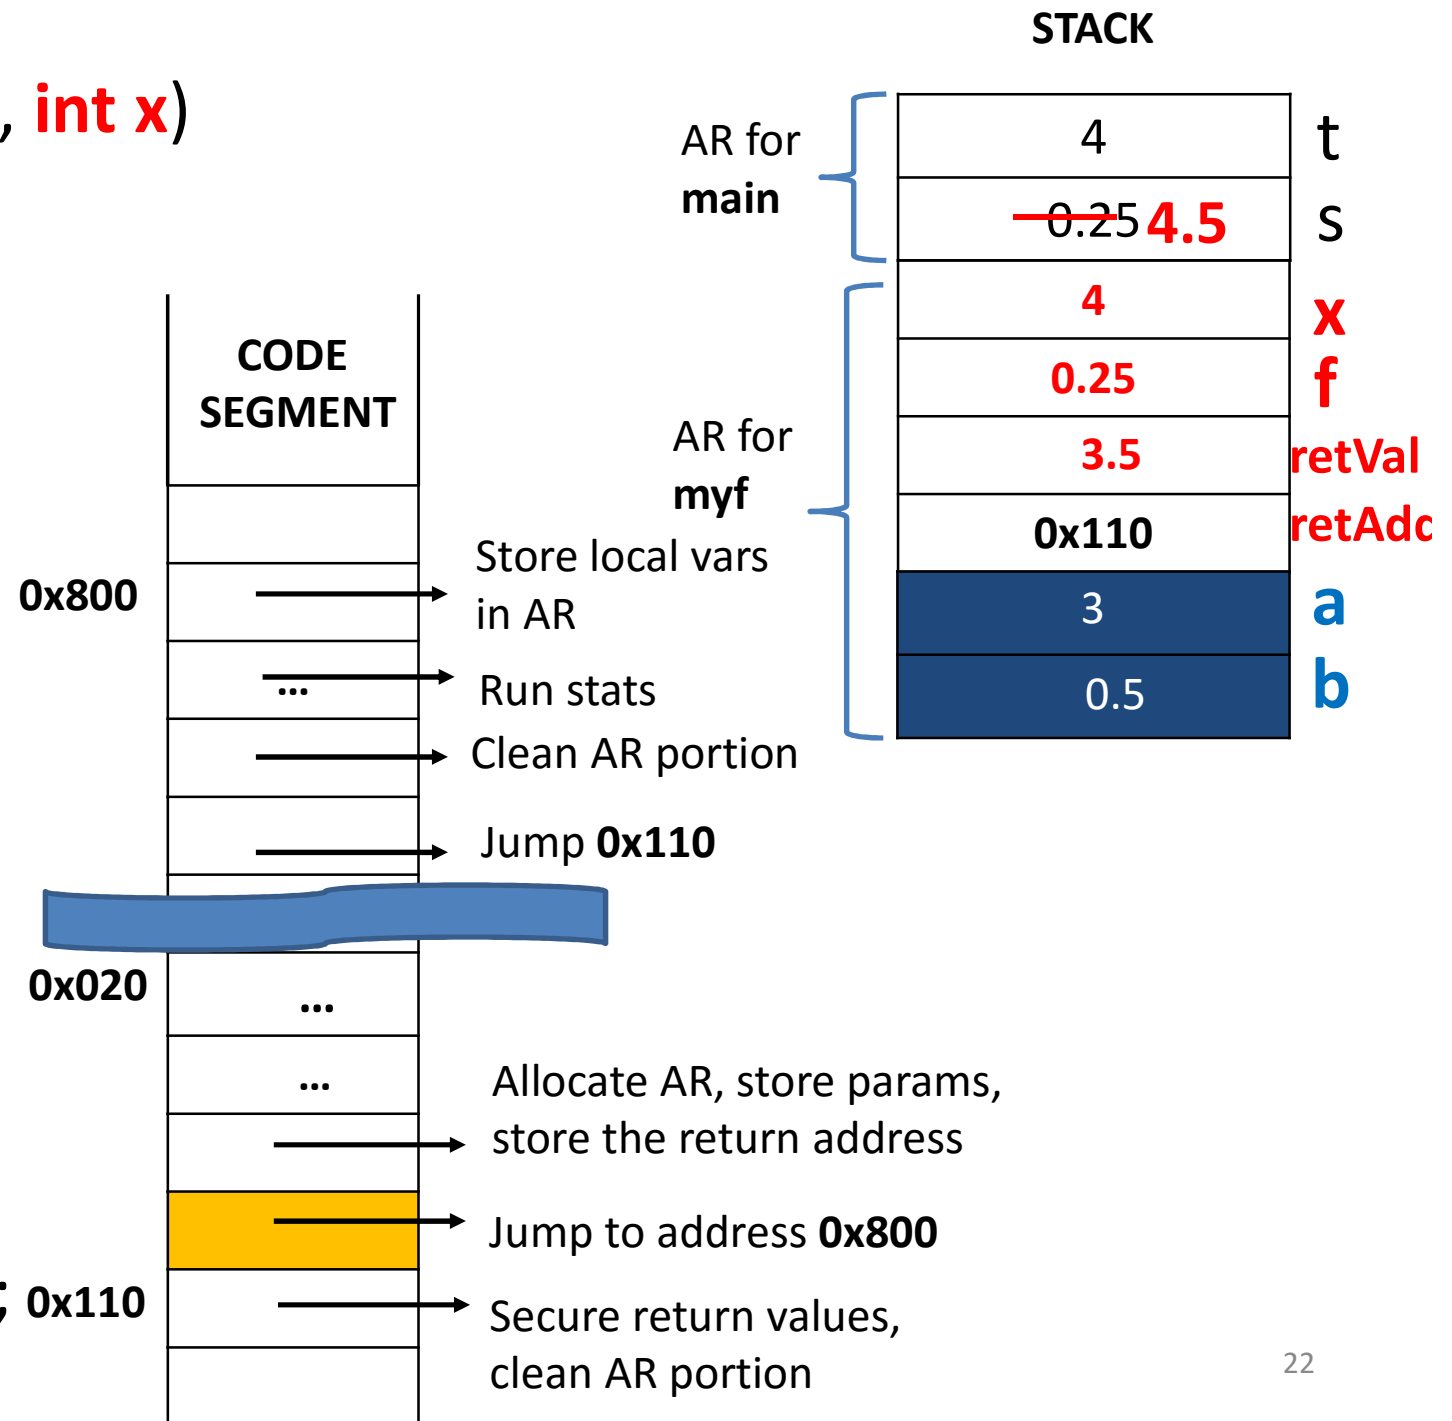 STACK
, int x)
AR for
main
4
t
0.25 4.5
s
4
x
0.25
f
AR for
myf
3.5
retVal
0x110
retAdd
3
a
0.5
b
CODE
SEGMENT
0x800
Store local vars
in AR
...
Run stats
Clean AR portion
Jump 0x110
0x020
...
...
Allocate AR, store params,
store the return address
Jump to address 0x800
; 0x110
Secure return values,
clean AR portion
22